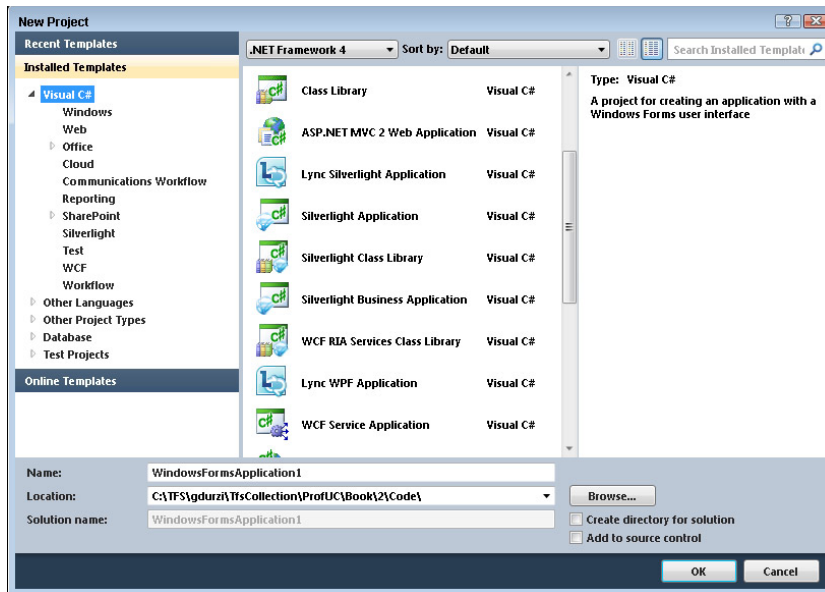 New Project
Recent Templates
.NET Framework 4 Sort by: Default Search Installed Templat
Installed Templates
Visual C#
Windows
Web
Office
Cloud
Communications Workflow
Reporting
SharePoint
Silverlight
Test
WCF
Workflow
Other Languages
Other Project Types
Database
Test Projects
Online Templates
Class Library Visual C#
ASP.NET MVC 2 Web Application Visual C#
Lync Silverlight Application Visual C#
Silverlight Application Visual C#
Silverlight Class Library Visual C#
Silverlight Business Application Visual C#
WCF RIA Services Class Library Visual C#
Lync WPF Application Visual C#
WCF Service Application Visual C#
Type: Visual C#
A project for creating an application with a
Windows Forms user interface
Name: WindowsFormsApplication1
Location: C:\TFS\gdurzi\TfsCollection\ProfUC\Book\2\Code\ Browse...
Solution name: WindowsFormsApplication1
Create directory for solution
Add to source control
OK Cancel